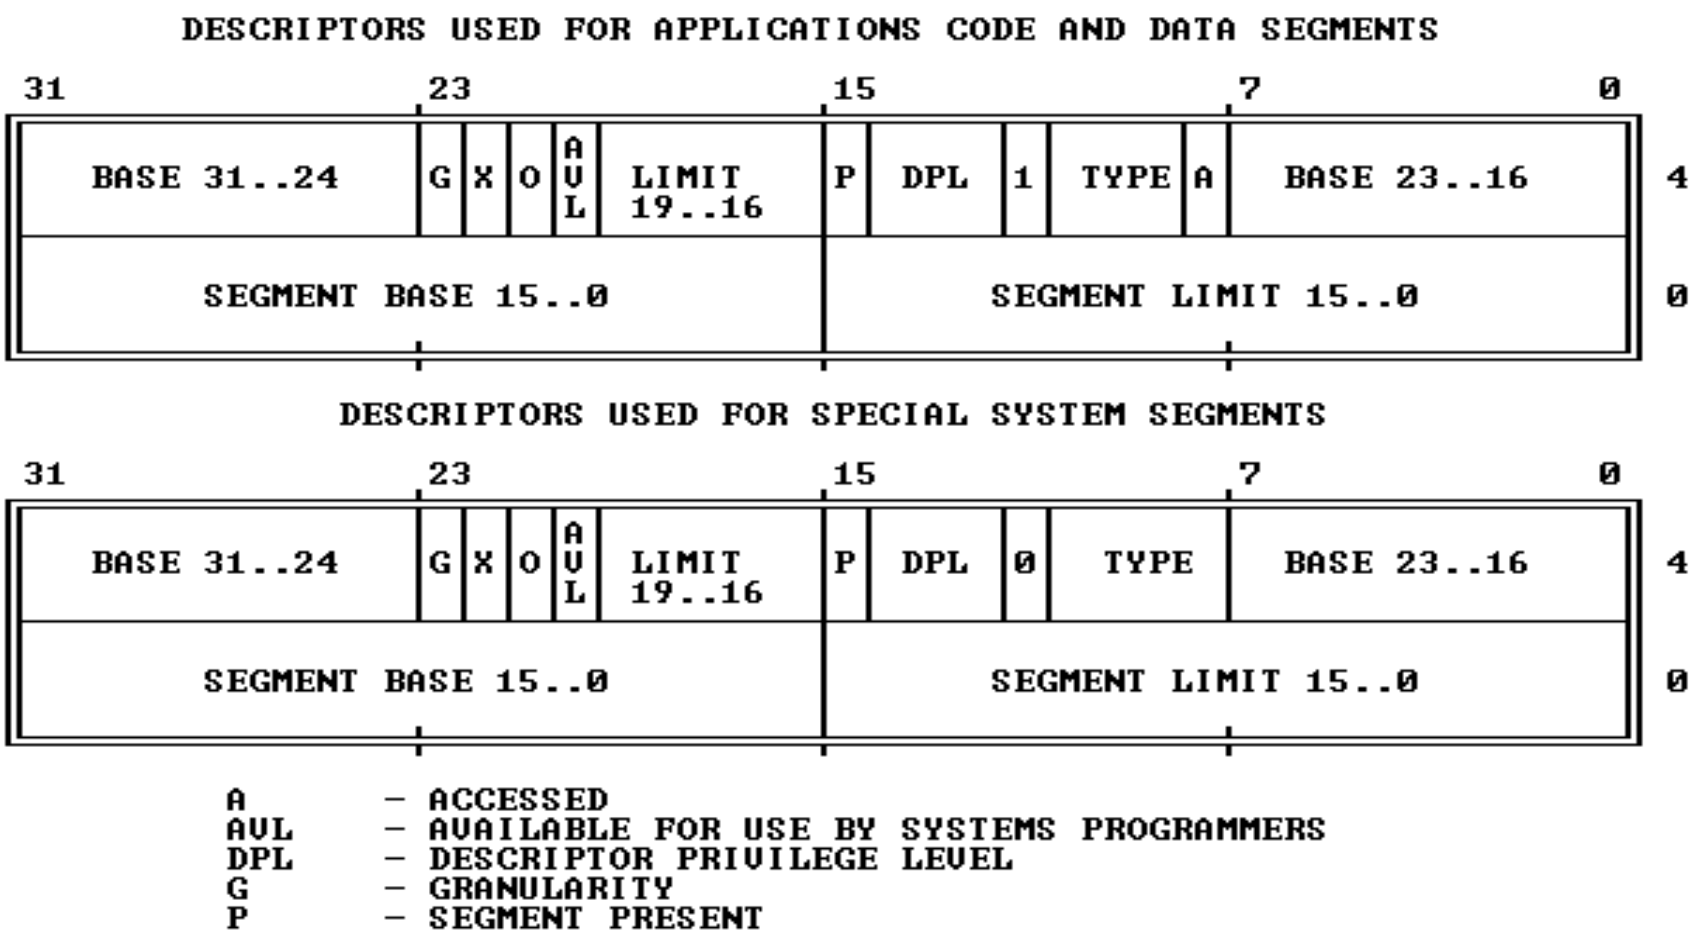 DESCRIPTORS USED FOR APPLICATIONS CODE AND DATA SEGMENTS
31 23 15 7 0
BASE 31..24 G X O AVL LIMIT 19..16 P DPL 1 TYPE A BASE 23..16 4
SEGMENT BASE 15..0 SEGMENT LIMIT 15..0 0
DESCRIPTORS USED FOR SPECIAL SYSTEM SEGMENTS
31 23 15 7 0
BASE 31..24 G X O AVL LIMIT 19..16 P DPL 0 TYPE BASE 23..16 4
SEGMENT BASE 15..0 SEGMENT LIMIT 15..0 0
A — ACCESSED
AVL — AVAILABLE FOR USE BY SYSTEMS PROGRAMMERS
DPL — DESCRIPTOR PRIVILEGE LEVEL
G — GRANULARITY
P — SEGMENT PRESENT